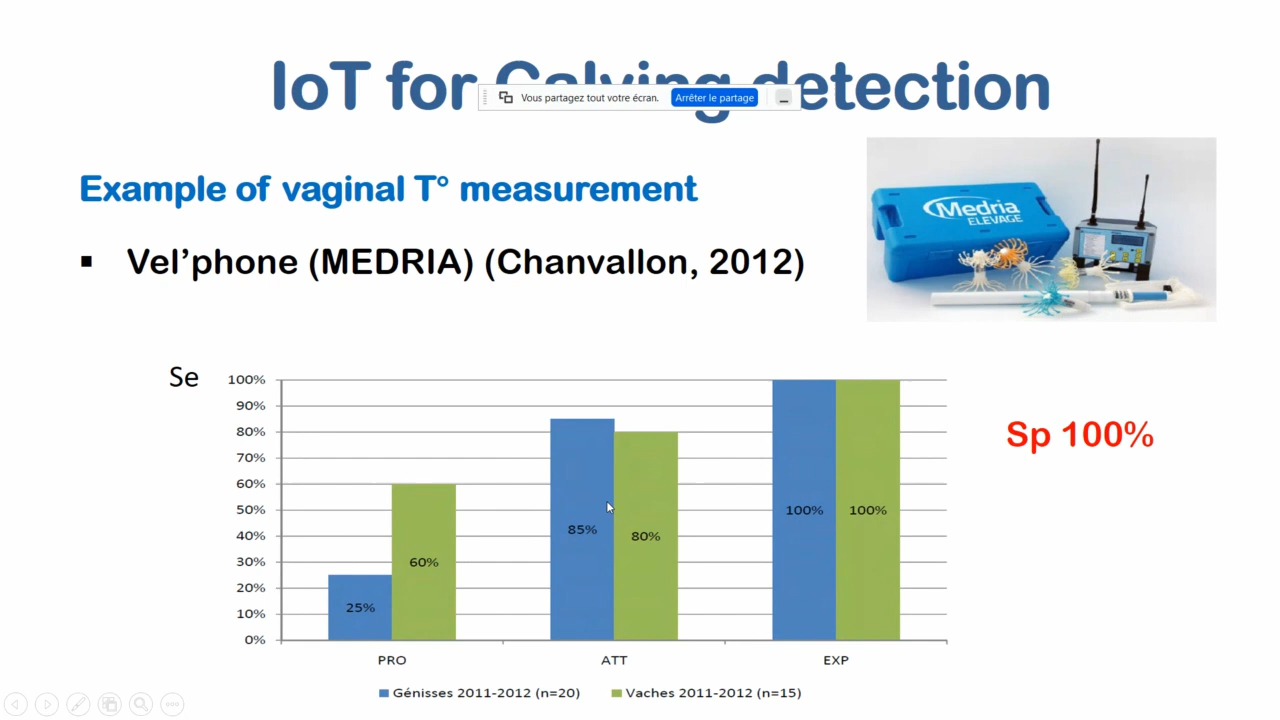 IoT for Calving detection
Vous partagez tout votre écran. Arrêter le partage
Example of vaginal T° measurement
Medria
ELEVAGE
▪ Vel’phone (MEDRIA) (Chanvallon, 2012)
Se
100%
90%
80%
70%
60%
50%
40%
30%
20%
10%
0%
25%
60%
85%
80%
100%
100%
Sp 100%
PRO ATT EXP
Génisses 2011-2012 (n=20) Vaches 2011-2012 (n=15)